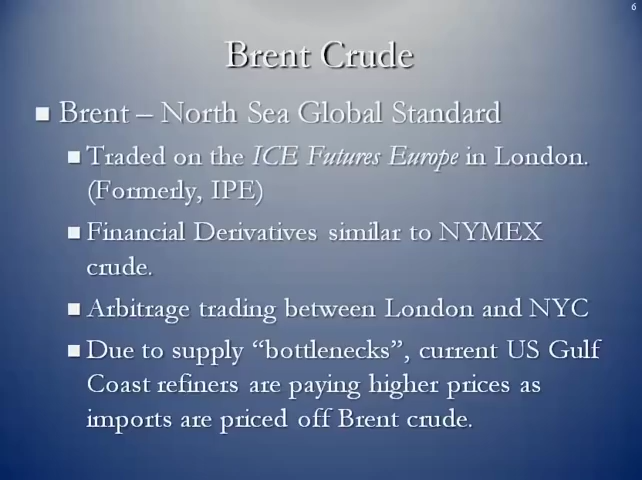 6
Brent Crude
■ Brent – North Sea Global Standard
■ Traded on the ICE Futures Europe in London.
(Formerly, IPE)
■ Financial Derivatives similar to NYMEX
crude.
■ Arbitrage trading between London and NYC
■ Due to supply “bottlenecks”, current US Gulf
Coast refiners are paying higher prices as
imports are priced off Brent crude.